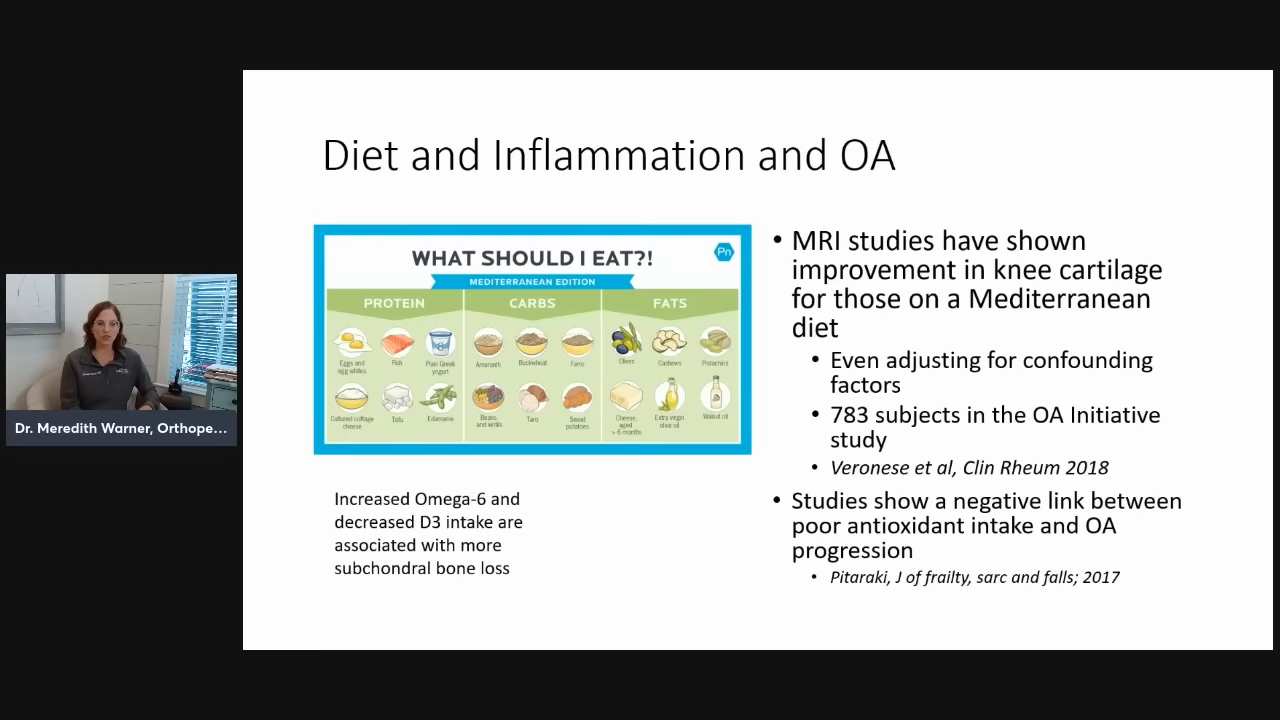 Diet and Inflammation and OA
WHAT SHOULD I EAT?!
Pn
MEDITERRANEAN EDITION
PROTEIN
CARBS
FATS
Eggs and
egg whites
Fish
Plain Greek
yogurt
Amaranth
Buckwheat
Farro
Olives
Cashews
Pistachios
Cultured cottage
cheese
Tofu
Edamame
Beans
and lentils
Taro
Sweet
potatoes
Cheese,
aged
> 6 months
Extra virgin
olive oil
Walnut oil
Increased Omega-6 and
decreased D3 intake are
associated with more
subchondral bone loss
• MRI studies have shown
improvement in knee cartilage
for those on a Mediterranean
diet
• Even adjusting for confounding
factors
• 783 subjects in the OA Initiative
study
• Veronese et al, Clin Rheum 2018
• Studies show a negative link between
poor antioxidant intake and OA
progression
• Pitaraki, J of frailty, sarc and falls; 2017
Dr. Meredith Warner, Orthope...